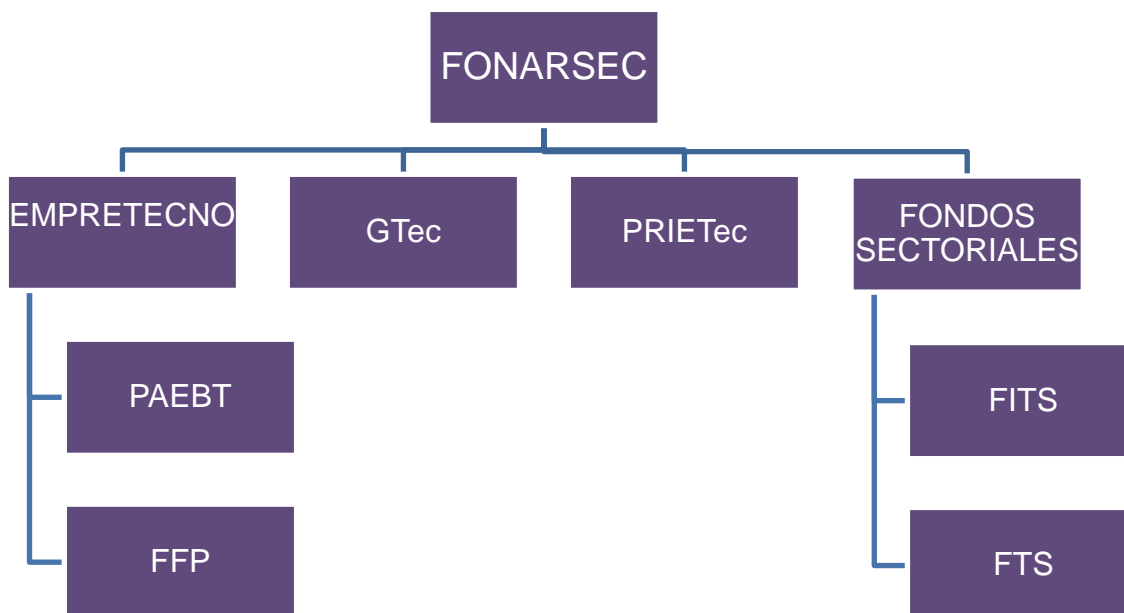 FONARSEC
EMPRETECNO
GTec
PRIETec
FONDOS
SECTORIALES
PAEBT
FITS
FFP
FTS